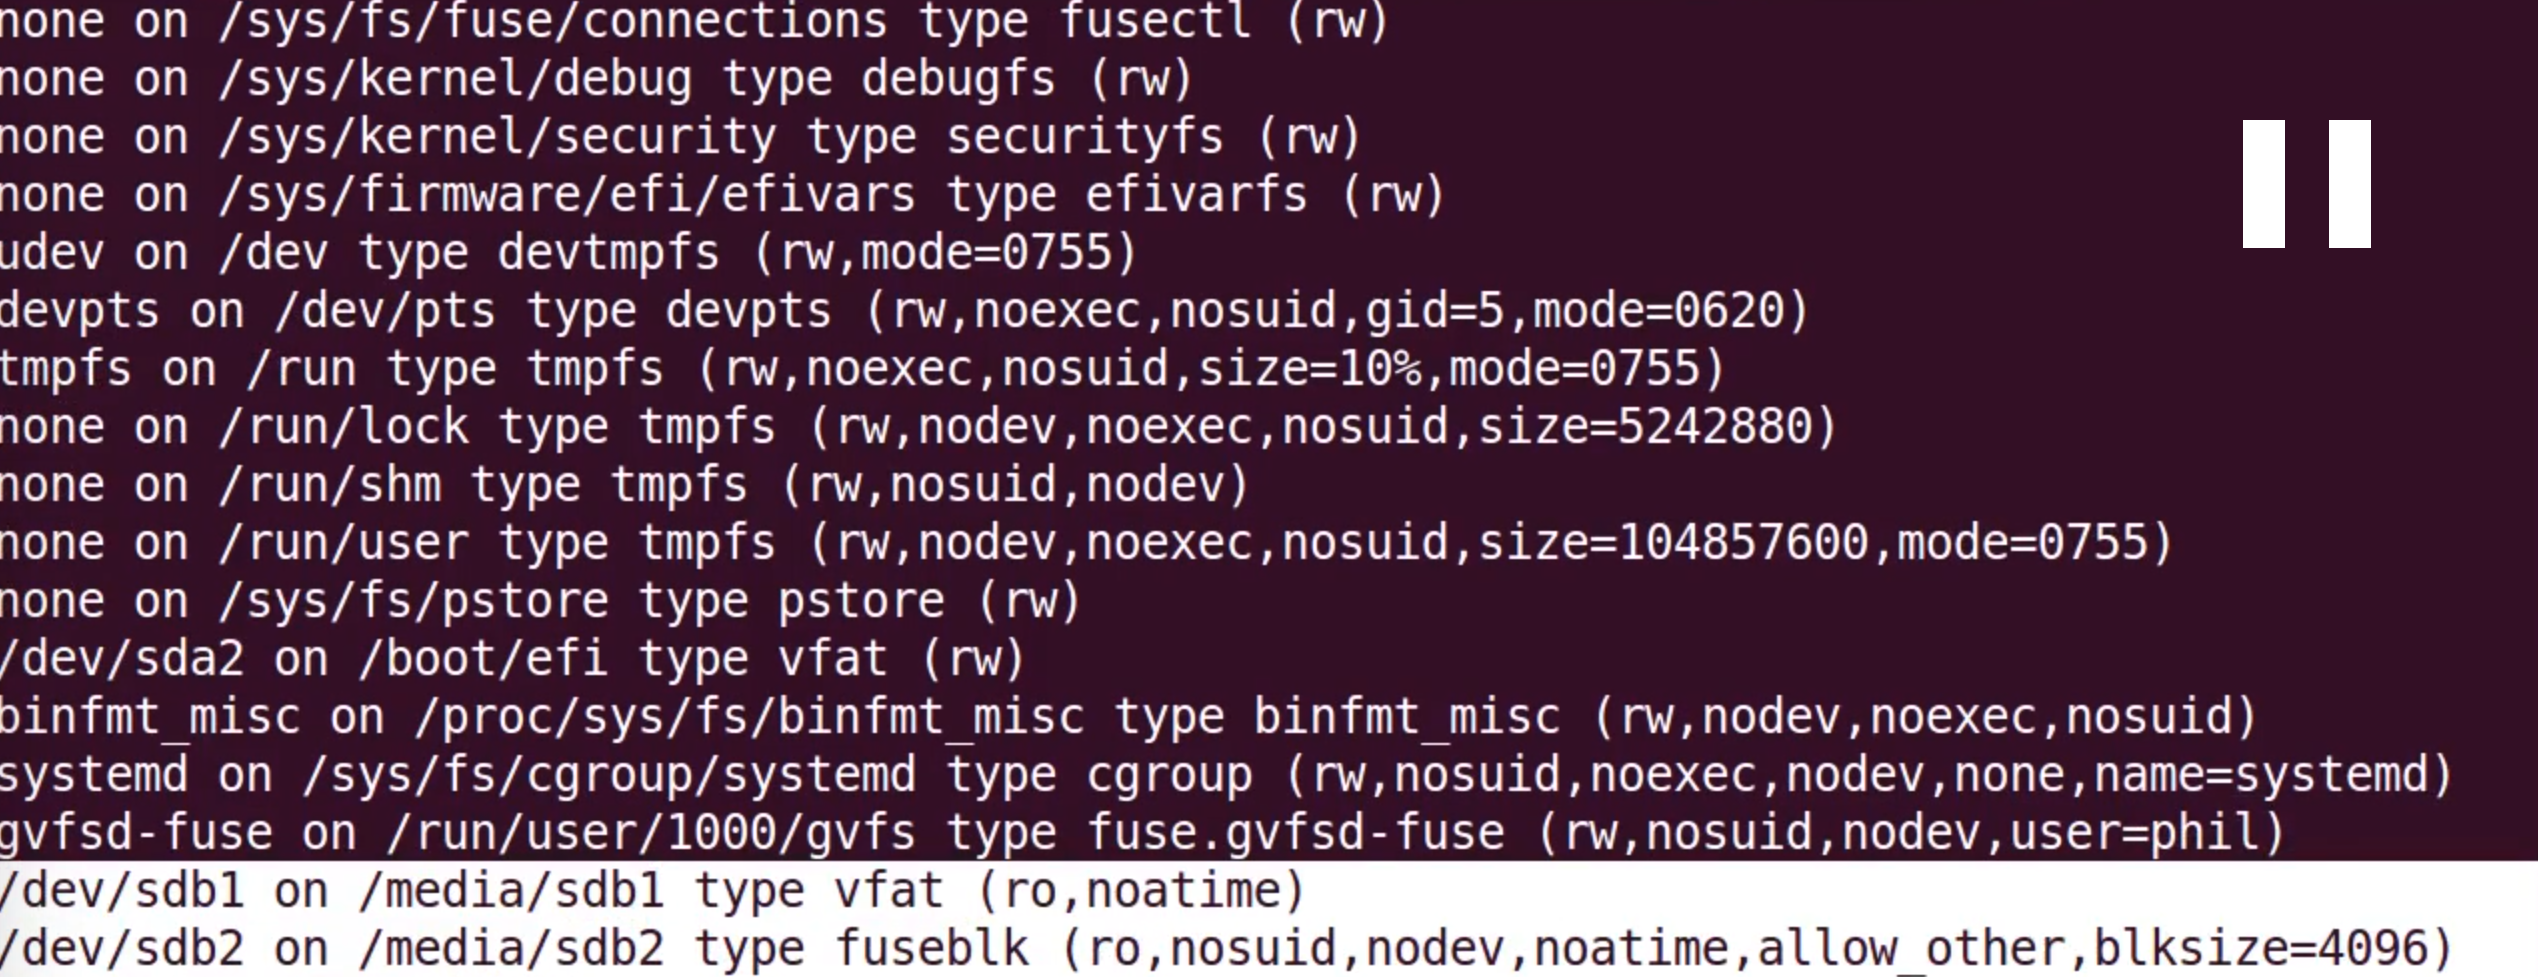 none on /sys/fs/fuse/connections type fusectl (rw)
none on /sys/kernel/debug type debugfs (rw)
none on /sys/kernel/security type securityfs (rw)
none on /sys/firmware/efi/efivars type efivarfs (rw)
udev on /dev type devtmpfs (rw,mode=0755)
devpts on /dev/pts type devpts (rw,noexec,nosuid,gid=5,mode=0620)
tmpfs on /run type tmpfs (rw,noexec,nosuid,size=10%,mode=0755)
none on /run/lock type tmpfs (rw,nodev,noexec,nosuid,size=5242880)
none on /run/shm type tmpfs (rw,nosuid,nodev)
none on /run/user type tmpfs (rw,nodev,noexec,nosuid,size=104857600,mode=0755)
none on /sys/fs/pstore type pstore (rw)
/dev/sda2 on /boot/efi type vfat (rw)
binfmt_misc on /proc/sys/fs/binfmt_misc type binfmt_misc (rw,nodev,noexec,nosuid)
systemd on /sys/fs/cgroup/systemd type cgroup (rw,nosuid,noexec,nodev,none,name=systemd)
gvfsd-fuse on /run/user/1000/gvfs type fuse.gvfsd-fuse (rw,nosuid,nodev,user=phil)
/dev/sdb1 on /media/sdb1 type vfat (ro,noatime)
/dev/sdb2 on /media/sdb2 type fuseblk (ro,nosuid,nodev,noatime,allow_other,blksize=4096)